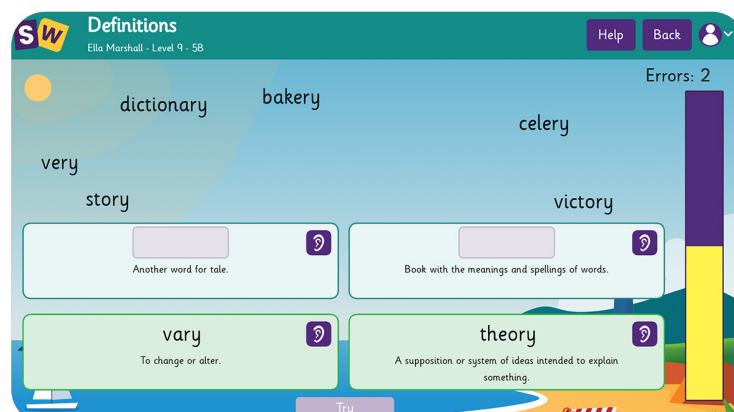 SW
Definitions
Ella Marshall - Level 9 - 5B
Help
Back
Errors: 2
dictionary
bakery
celery
very
story
victory
Another word for tale.
Book with the meanings and spellings of words.
vary
To change or alter.
theory
A supposition or system of ideas intended to explain
something.
Try